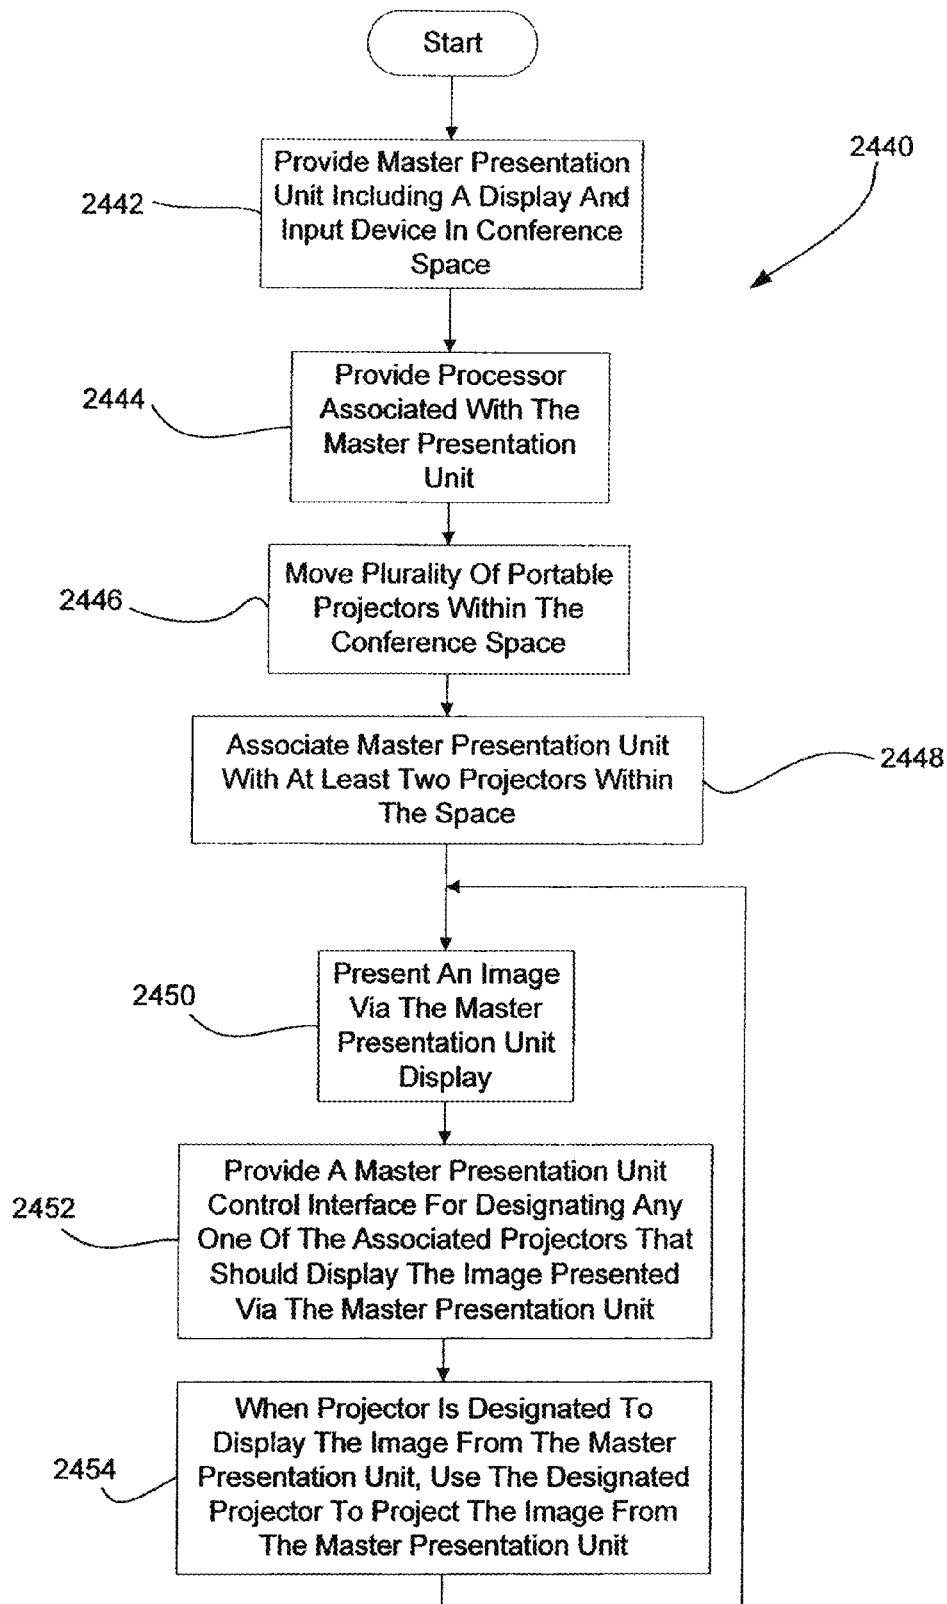 Start
2440
Provide Master Presentation
Unit Including A Display And
Input Device In Conference
Space
2442
Provide Processor
Associated With The
Master Presentation
Unit
2444
Move Plurality Of Portable
Projectors Within The
Conference Space
2446
Associate Master Presentation Unit
With At Least Two Projectors Within
The Space
2448
Present An Image
Via The Master
Presentation Unit
Display
2450
Provide A Master Presentation Unit
Control Interface For Designating Any
One Of The Associated Projectors That
Should Display The Image Presented
Via The Master Presentation Unit
2452
When Projector Is Designated To
Display The Image From The Master
Presentation Unit, Use The Designated
Projector To Project The Image From
The Master Presentation Unit
2454